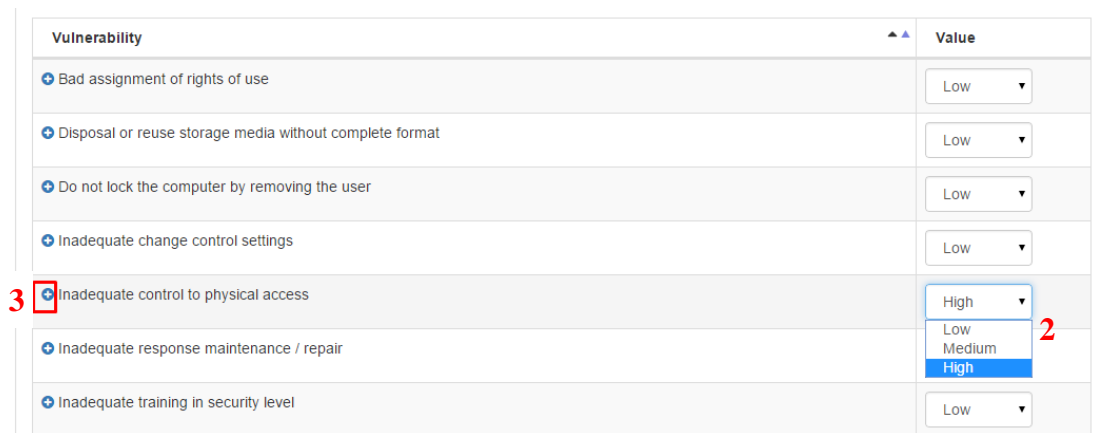 Vulnerability Value
Bad assignment of rights of use Low
Disposal or reuse storage media without complete format Low
Do not lock the computer by removing the user Low
Inadequate change control settings Low
3 Inadequate control to physical access High
Low 2
Inadequate response maintenance / repair Medium
High
Inadequate training in security level Low